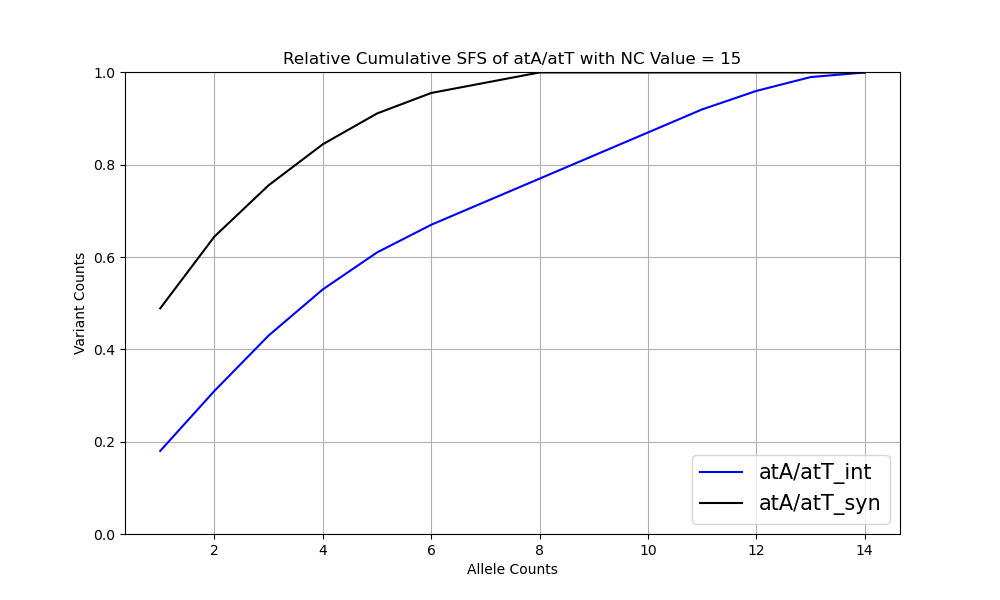 Relative Cumulative SFS of atA/atT with NC Value = 15
Variant Counts
1.0
0.8
0.6
0.4
0.2
0.0
atA/atT_int
atA/atT_syn
2 4 6 8 10 12 14
Allele Counts